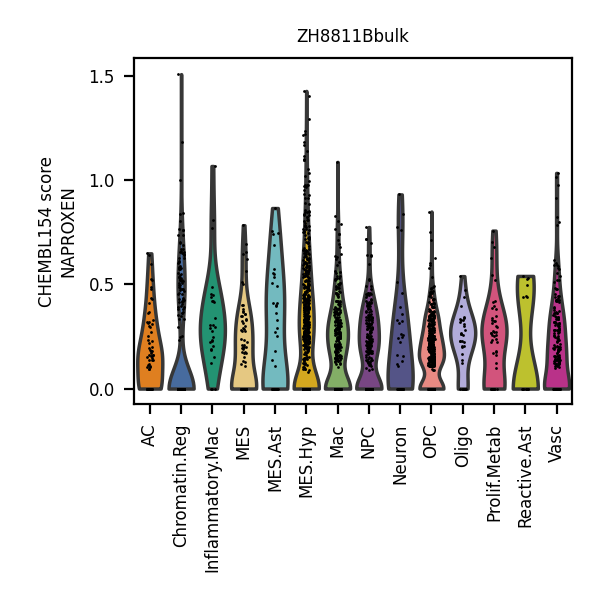 ZH8811Bbulk
CHEMBL154 score
NAPROXEN
1.5
1.0
0.5
0.0
AC
Chromatin.Reg
Inflammatory.Mac
MES
MES.Ast
MES.Hyp
Mac
NPC
Neuron
OPC
Oligo
Prolif.Metab
Reactive.Ast
Vasc